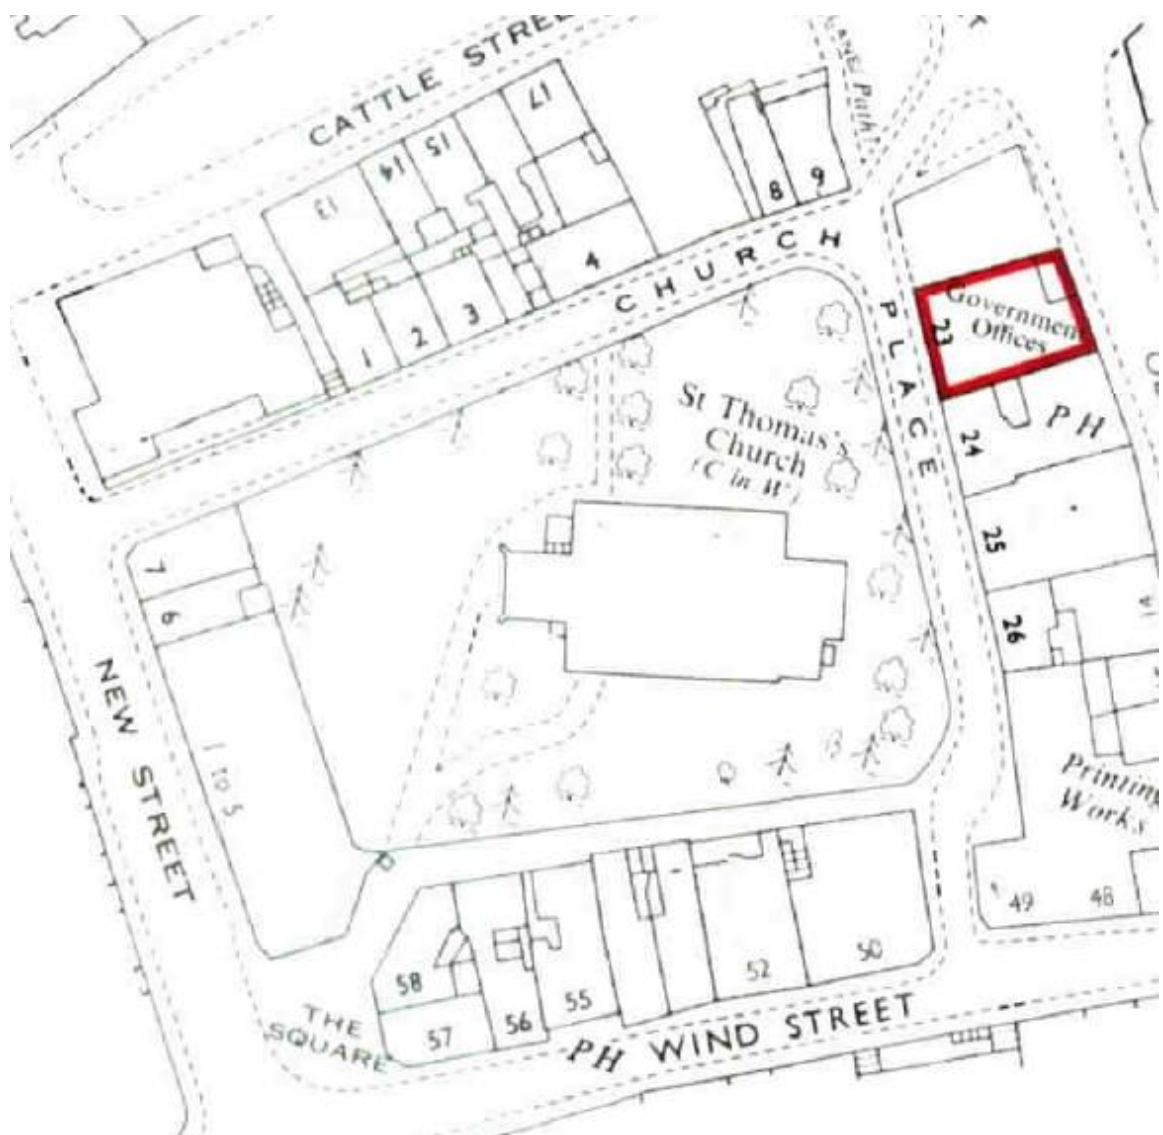 CATTLE STREE
17
15
14
13
LANE Path
8
9
CHURCH
PLACE
4
3
2
1
Government
Offices
23
St Thomas's
Church
(C in W)
PH
24
25
26
14
7
6
NEW STREET
1 to 5
Printing
Works
49
48
50
52
55
56
58
57
THE
SQUARE
PH
WIND STREET